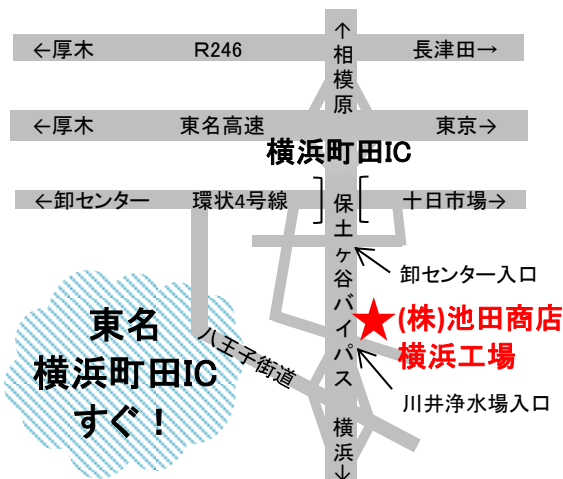 ←厚木 R246 長津田→
↑相模原
←厚木 東名高速 東京→
横浜町田IC
←卸センター 環状4号線 十日市場→
保土ヶ谷バイパス 横浜↓
卸センター入口
★(株)池田商店
横浜工場
川井浄水場入口
八王子街道
東名
横浜町田IC
すぐ！